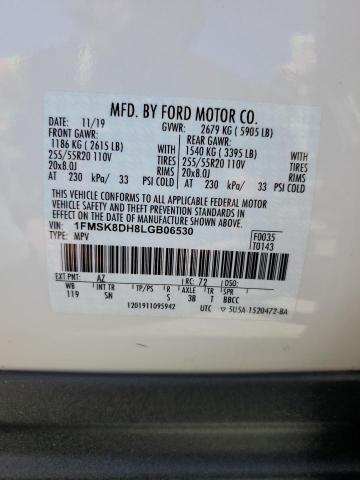 MFD. BY FORD MOTOR CO.
DATE: 11/19 GVWR: 2679 KG ( 5905 LB)
FRONT GAWR: REAR GAWR:
1186 KG ( 2615 LB) WITH 1540 KG ( 3395 LB) WITH
255/55R20 110V TIRES 255/55R20 110V TIRES
20x8.0J RIMS 20x8.0J RIMS
AT 230 kPa/ 33 PSI COLD AT 230 kPa/ 33 PSI COLD
THIS VEHICLE CONFORMS TO ALL APPLICABLE FEDERAL MOTOR
VEHICLE SAFETY AND THEFT PREVENTION STANDARDS IN EFFECT
ON THE DATE OF MANUFACTURE SHOWN ABOVE.
VIN: 1FMSK8DH8LGB06530 F0035
TYPE: MPV T0143
EXT PNT: AZ RC: 72 DSO:
WB INT TR TP/PS R AXLE TR SPR
119 SN S 38 T BBCC
1201911095942 UTC 5U5A-1520472-BA